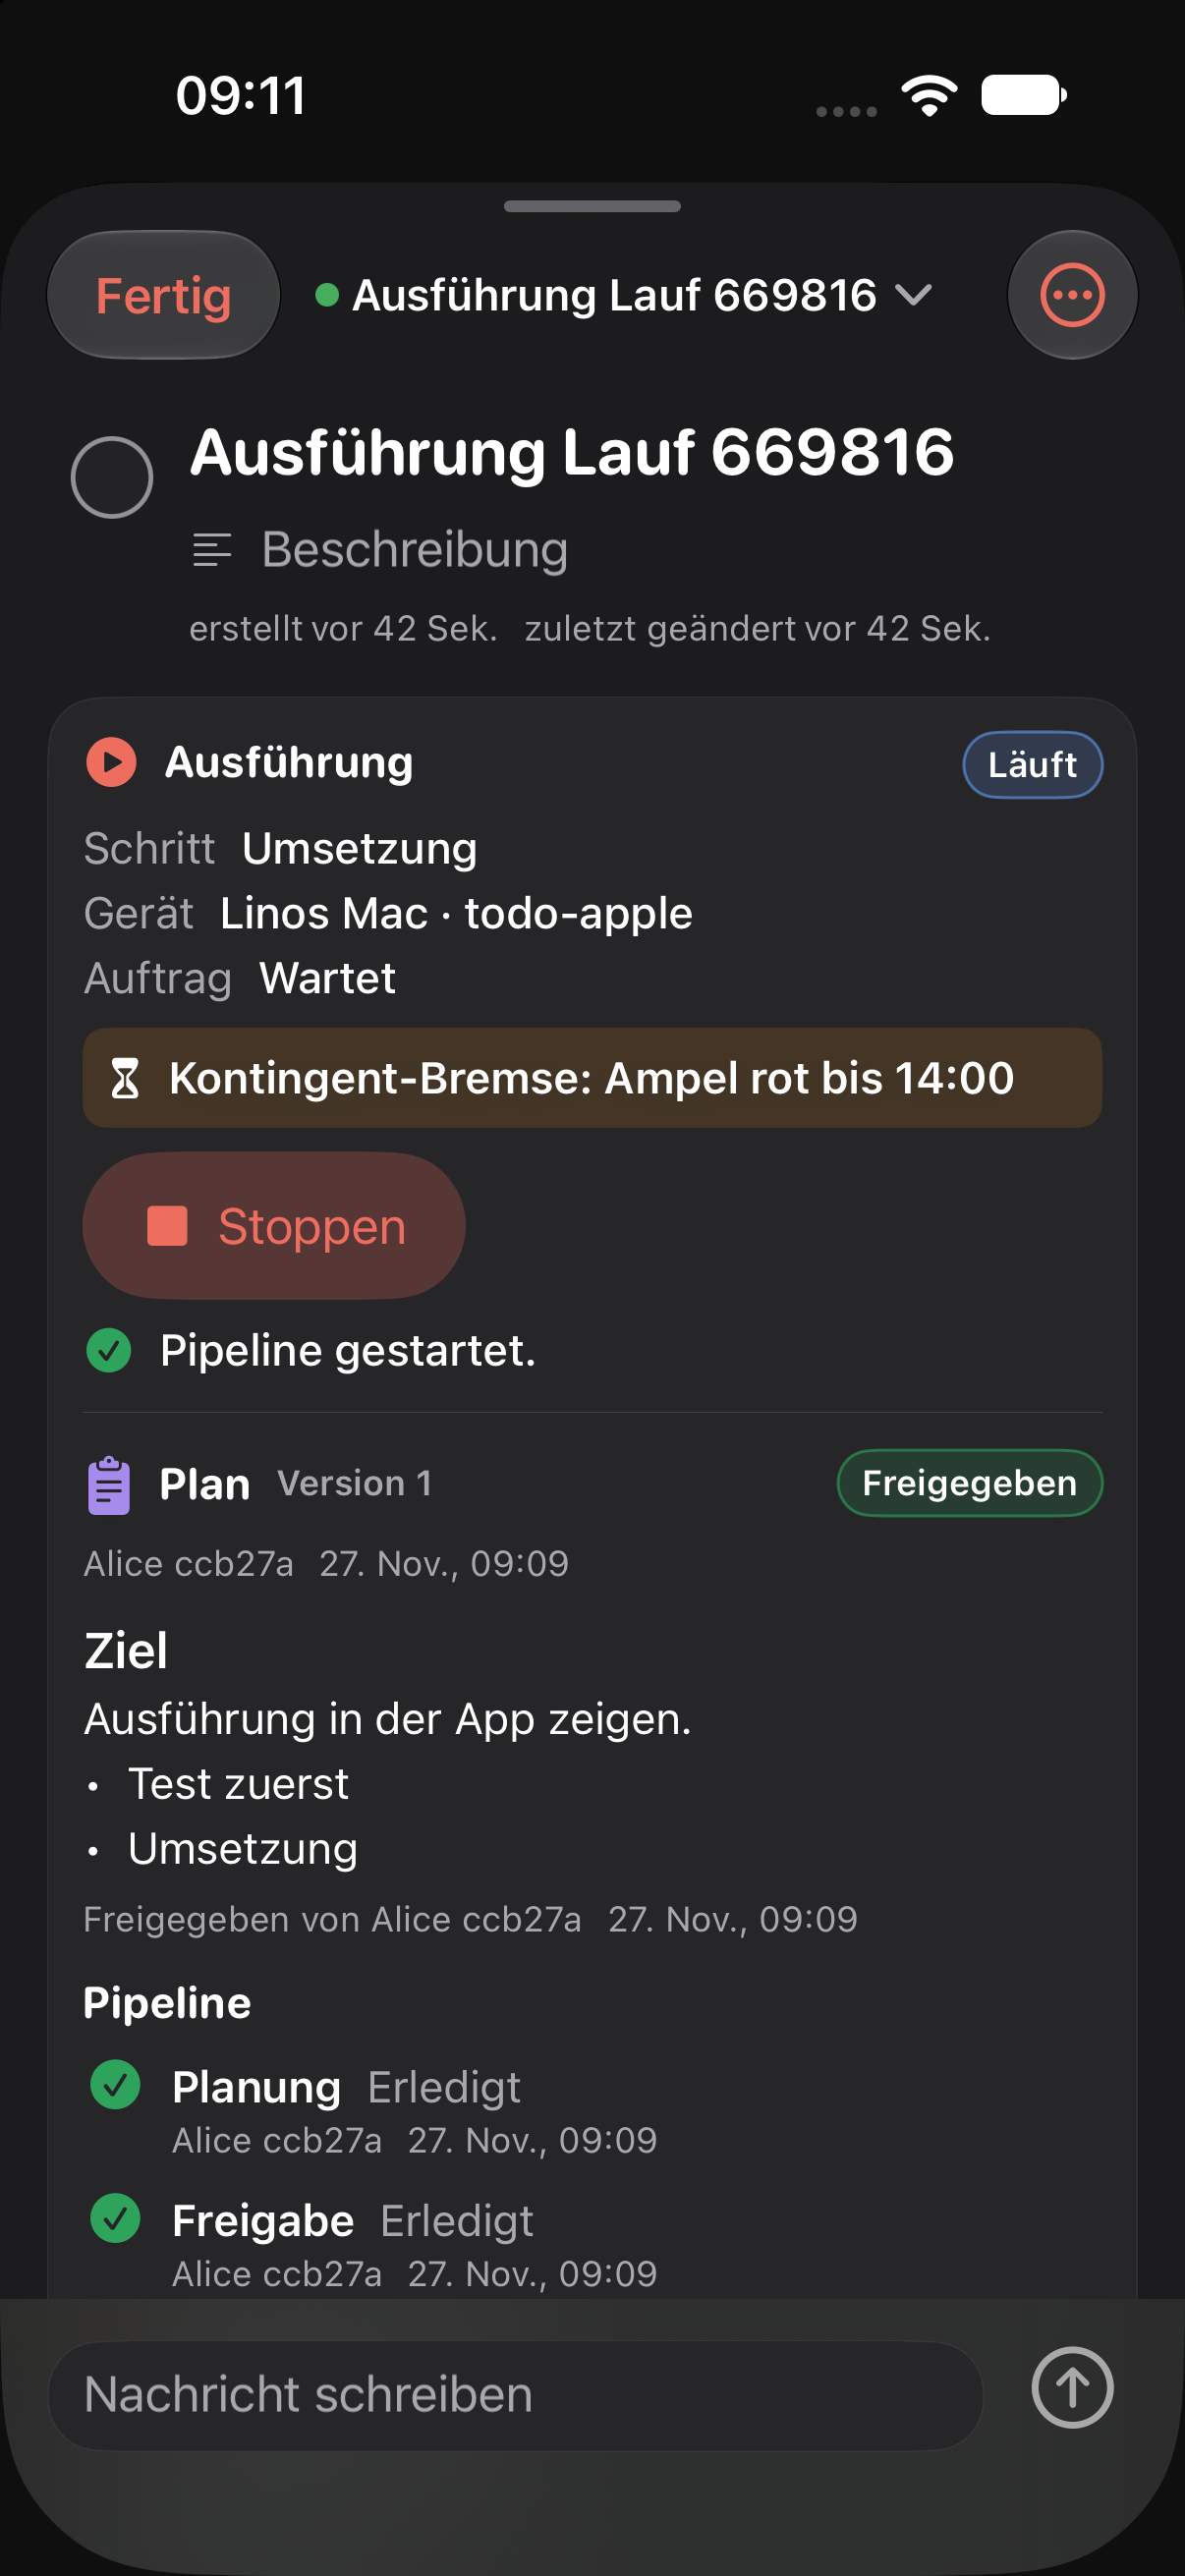 09:11
Fertig
Ausführung Lauf 669816
Ausführung Lauf 669816
Beschreibung
erstellt vor 42 Sek. zuletzt geändert vor 42 Sek.
Ausführung
Läuft
Schritt Umsetzung
Gerät Linos Mac · todo-apple
Auftrag Wartet
Kontingent-Bremse: Ampel rot bis 14:00
Stoppen
Pipeline gestartet.
Plan Version 1
Freigegeben
Alice ccb27a 27. Nov., 09:09
Ziel
Ausführung in der App zeigen.
• Test zuerst
• Umsetzung
Freigegeben von Alice ccb27a 27. Nov., 09:09
Pipeline
Planung Erledigt
Alice ccb27a 27. Nov., 09:09
Freigabe Erledigt
Alice ccb27a 27. Nov., 09:09
Nachricht schreiben